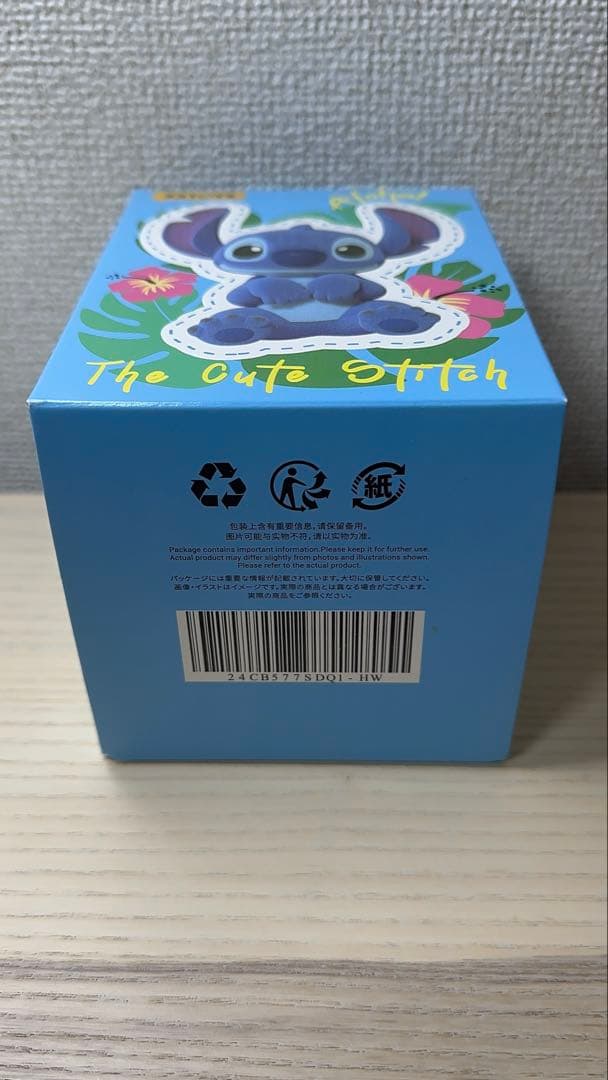 The Cute Stitch
紙
包装上含有重要信息,请保留备用。
图片可能与实物不符,请以实物为准。
Package contains important information.Please keep it for further use.
Actual product may differ slightly from photos and illustrations shown.
Please refer to the actual product.
パッケージには重要な情報が記載されています。大切に保管してください。
画像・イラストはイメージです。実際の商品とは異なる場合がございます。
実際の商品をご参照ください。
24CB577SDQ1-HW